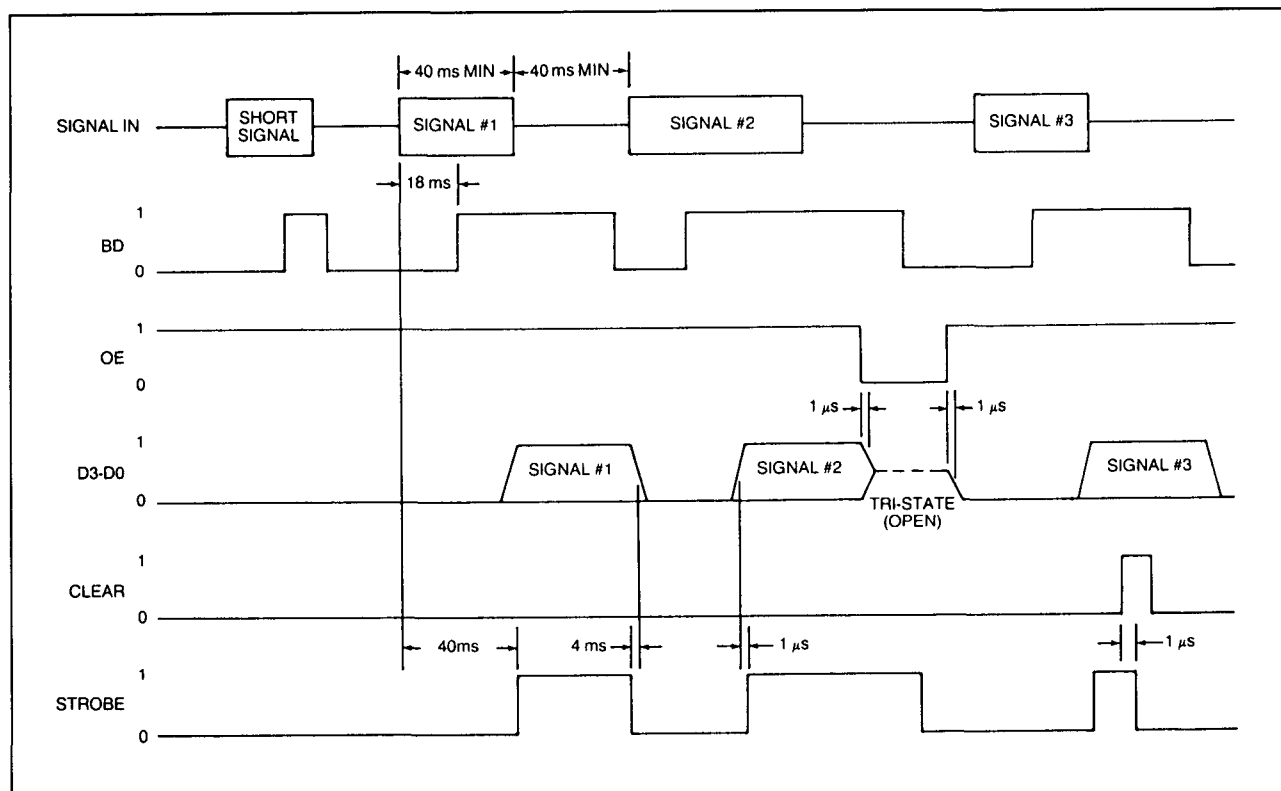 40 ms MIN 40 ms MIN
SIGNAL IN SHORT SIGNAL SIGNAL #1 SIGNAL #2 SIGNAL #3
18 ms
1
BD
0
1
OE
0
1 µs 1 µs
1
D3-D0 SIGNAL #1 SIGNAL #2 SIGNAL #3
0
TRI-STATE
(OPEN)
1
CLEAR
0
40ms 4 ms 1 µs 1 µs
1
STROBE
0